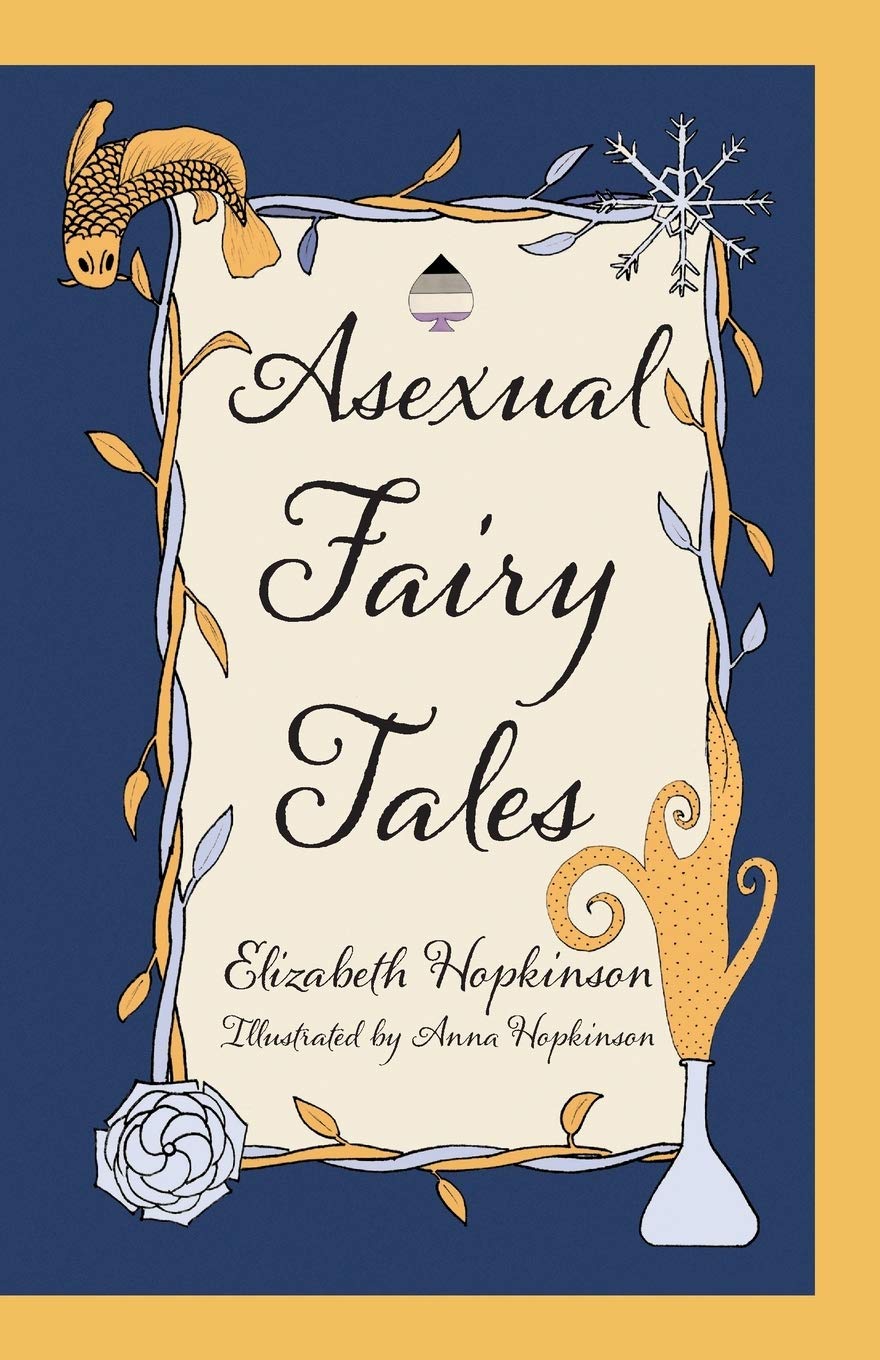 Asexual
Fairy
Tales
Elizabeth Hopkinson
Illustrated by Anna Hopkinson